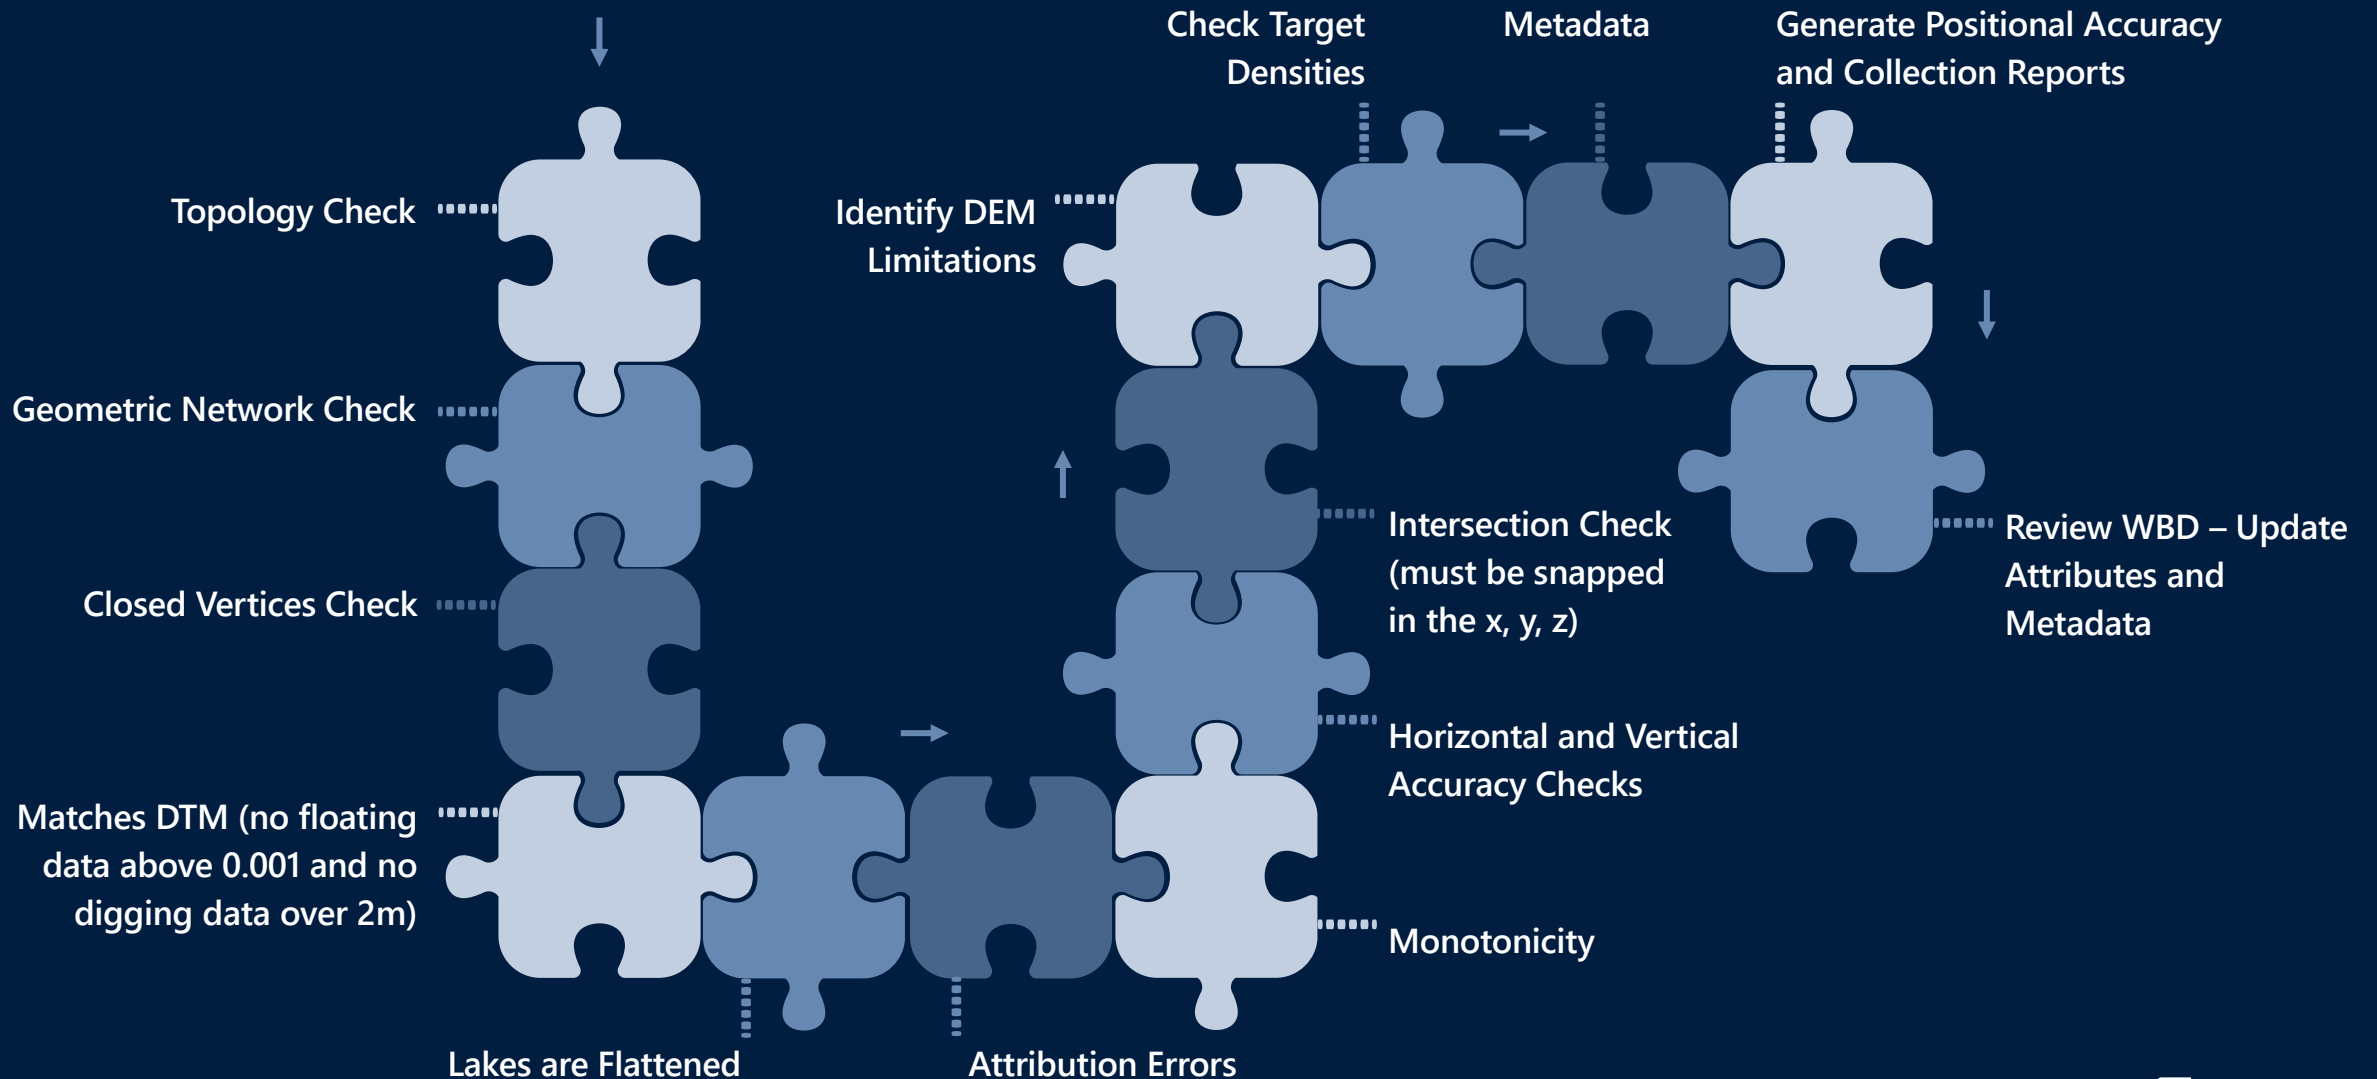 Topology Check
Geometric Network Check
Closed Vertices Check
Matches DTM (no floating
data above 0.001 and no
digging data over 2m)
Lakes are Flattened
Attribution Errors
Monotonicity
Horizontal and Vertical
Accuracy Checks
Intersection Check
(must be snapped
in the x, y, z)
Identify DEM
Limitations
Check Target
Densities
Metadata
Generate Positional Accuracy
and Collection Reports
Review WBD – Update
Attributes and
Metadata